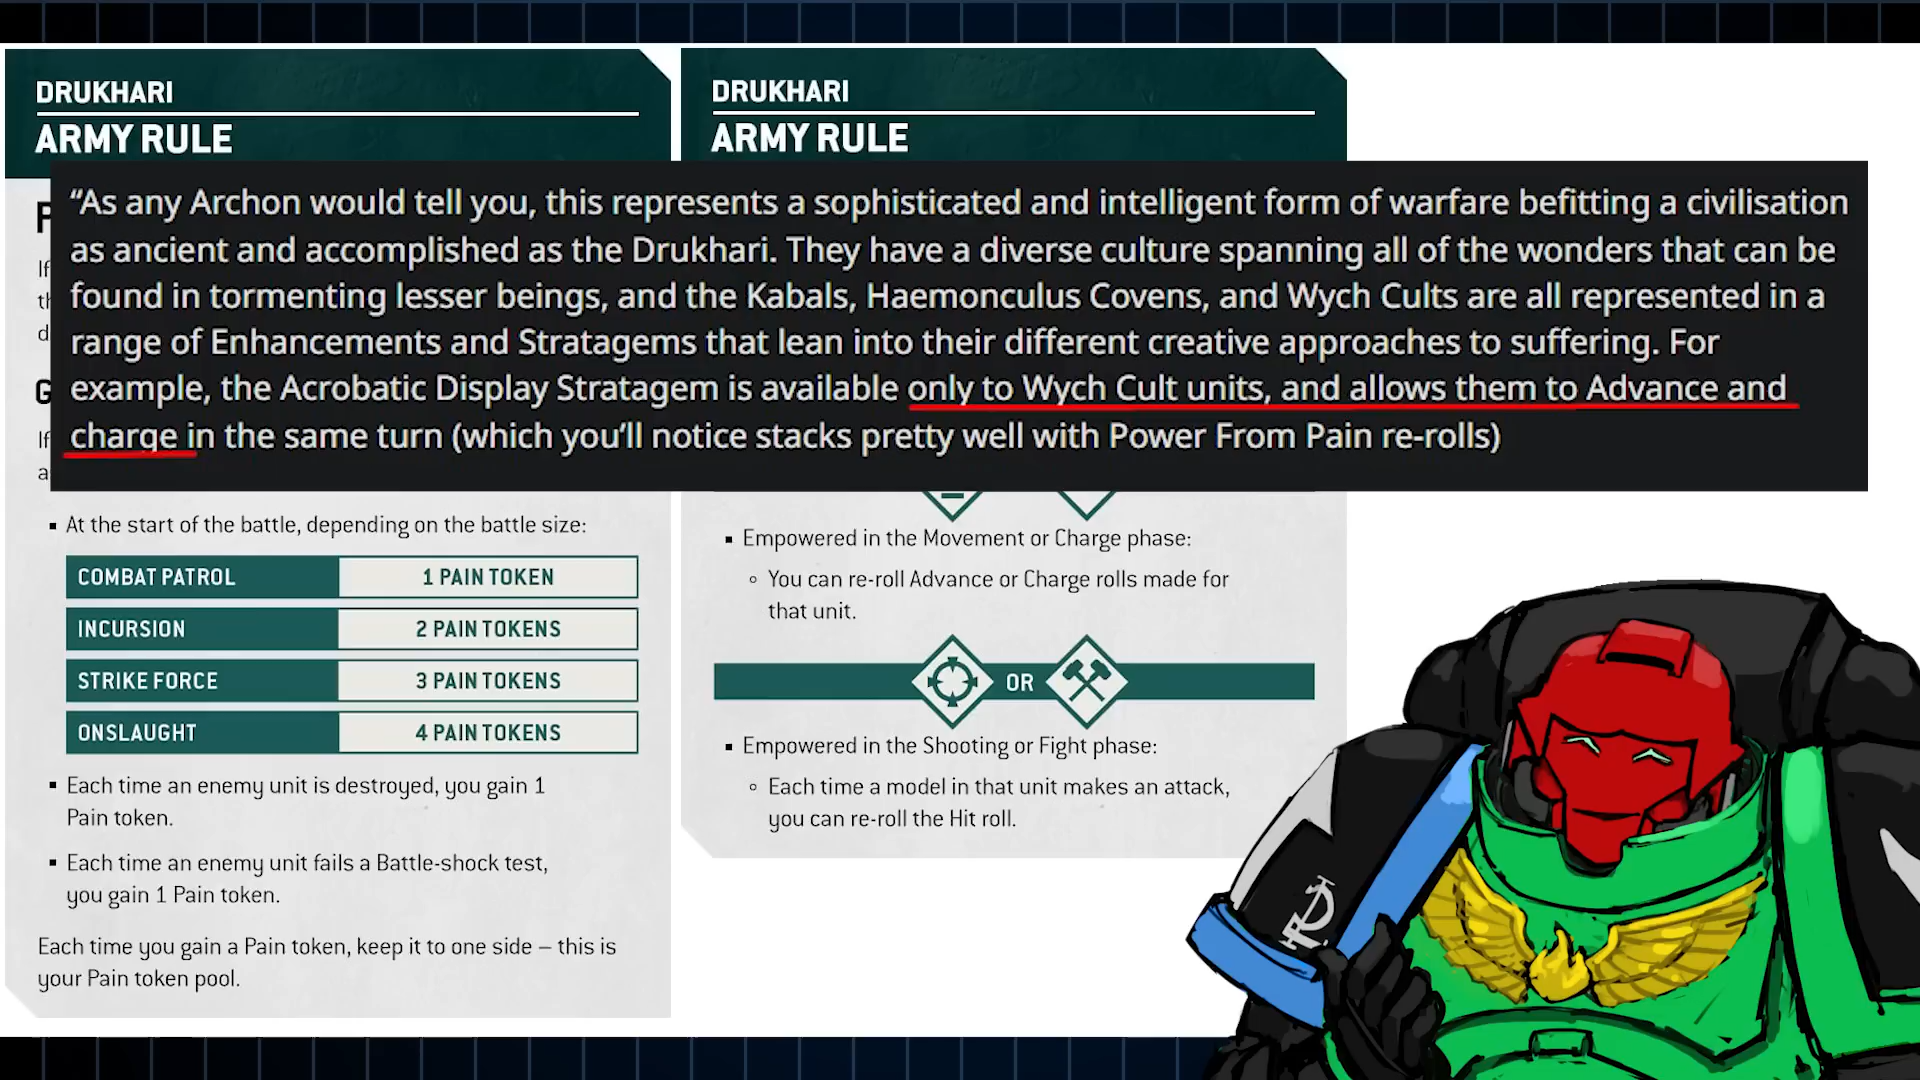 DRUKHARI
ARMY RULE
DRUKHARI
ARMY RULE
“As any Archon would tell you, this represents a sophisticated and intelligent form of warfare befitting a civilisation
as ancient and accomplished as the Drukhari. They have a diverse culture spanning all of the wonders that can be
found in tormenting lesser beings, and the Kabals, Haemonculus Covens, and Wych Cults are all represented in a
range of Enhancements and Stratagems that lean into their different creative approaches to suffering. For
example, the Acrobatic Display Stratagem is available only to Wych Cult units, and allows them to Advance and
charge in the same turn (which you’ll notice stacks pretty well with Power From Pain re-rolls)
If
If
▪ At the start of the battle, depending on the battle size:
COMBAT PATROL 1 PAIN TOKEN
INCURSION 2 PAIN TOKENS
STRIKE FORCE 3 PAIN TOKENS
ONSLAUGHT 4 PAIN TOKENS
▪ Each time an enemy unit is destroyed, you gain 1
Pain token.
▪ Each time an enemy unit fails a Battle-shock test,
you gain 1 Pain token.
Each time you gain a Pain token, keep it to one side – this is
your Pain token pool.
▪ Empowered in the Movement or Charge phase:
◦ You can re-roll Advance or Charge rolls made for
that unit.
OR
▪ Empowered in the Shooting or Fight phase:
◦ Each time a model in that unit makes an attack,
you can re-roll the Hit roll.